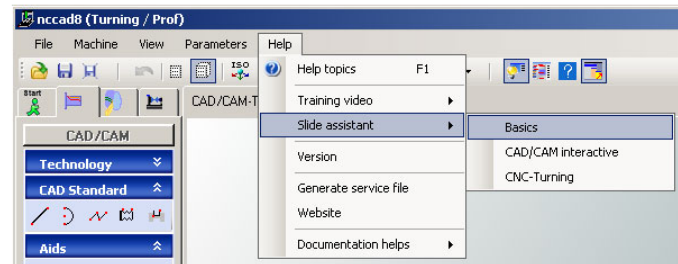 nccad8 (Turning / Prof)
File Machine View Parameters Help
ISO
Help topics F1
Start
CAD/CAM-T
Training video
Slide assistant
Basics
CAD/CAM
CAD/CAM interactive
Version
Technology
CNC-Turning
CAD Standard
Generate service file
Website
Aids
Documentation helps